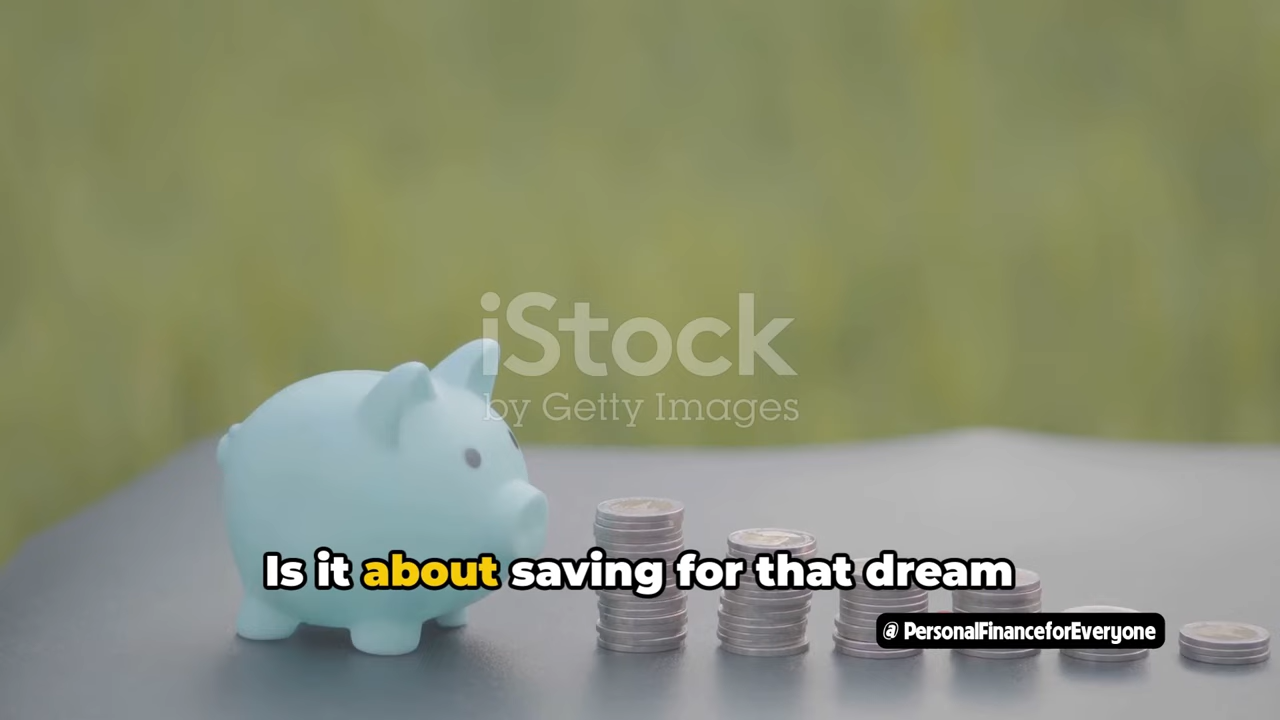 iStock
by Getty Images
Is it about saving for that dream
@ PersonalFinanceforEveryone